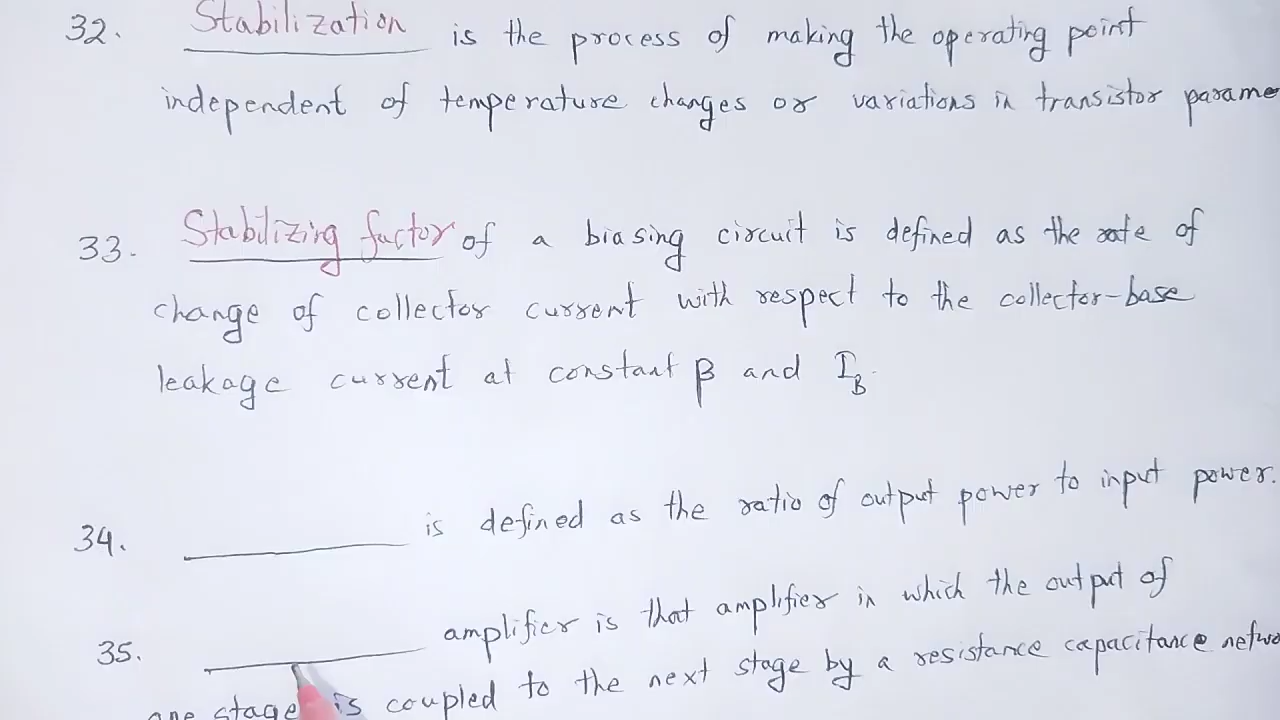 32. Stabilization is the process of making the operating point
independent of temperature changes or variations in transistor parame
33. Stabilizing factor of a biasing circuit is defined as the rate of
change of collector current with respect to the collector-base
leakage current at constant β and I_B.
34. ____________ is defined as the ratio of output power to input power.
35. ____________ amplifier is that amplifier in which the output of
one stage is coupled to the next stage by a resistance capacitance netwo